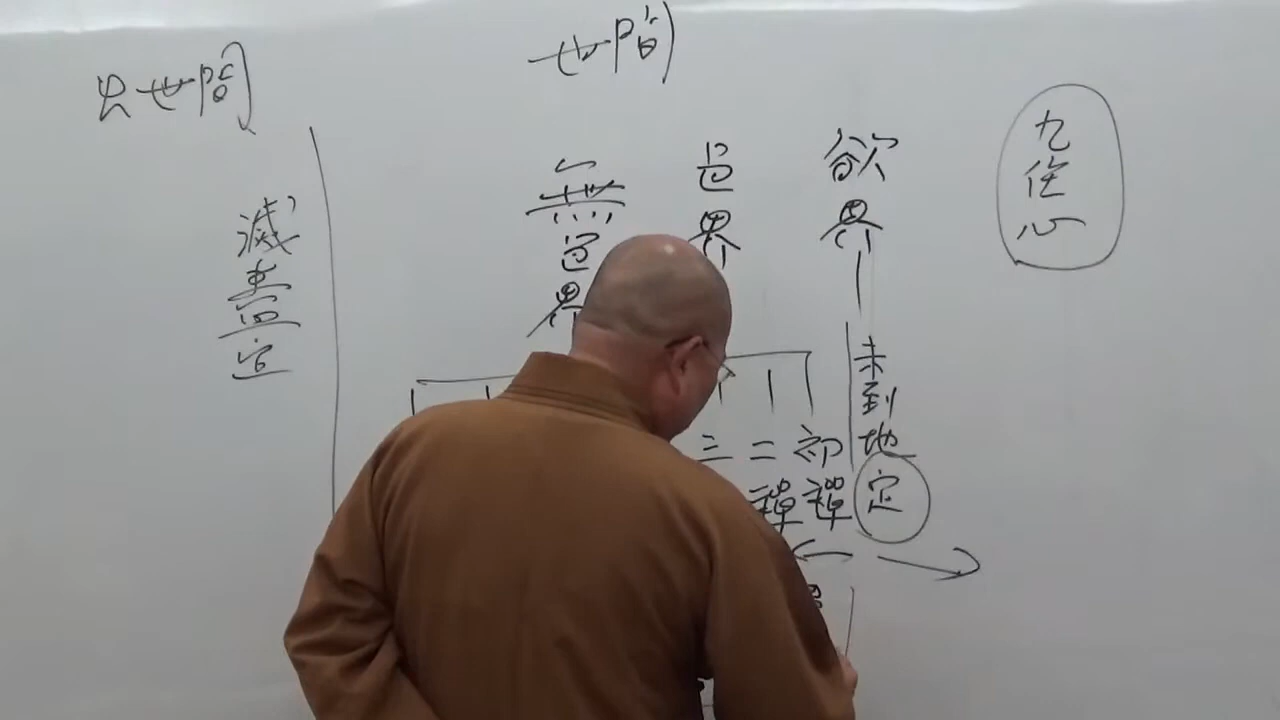 世間
出世間
九住心
欲界
色界
無色界
未到地定
初禪
二禪
三
滅盡定